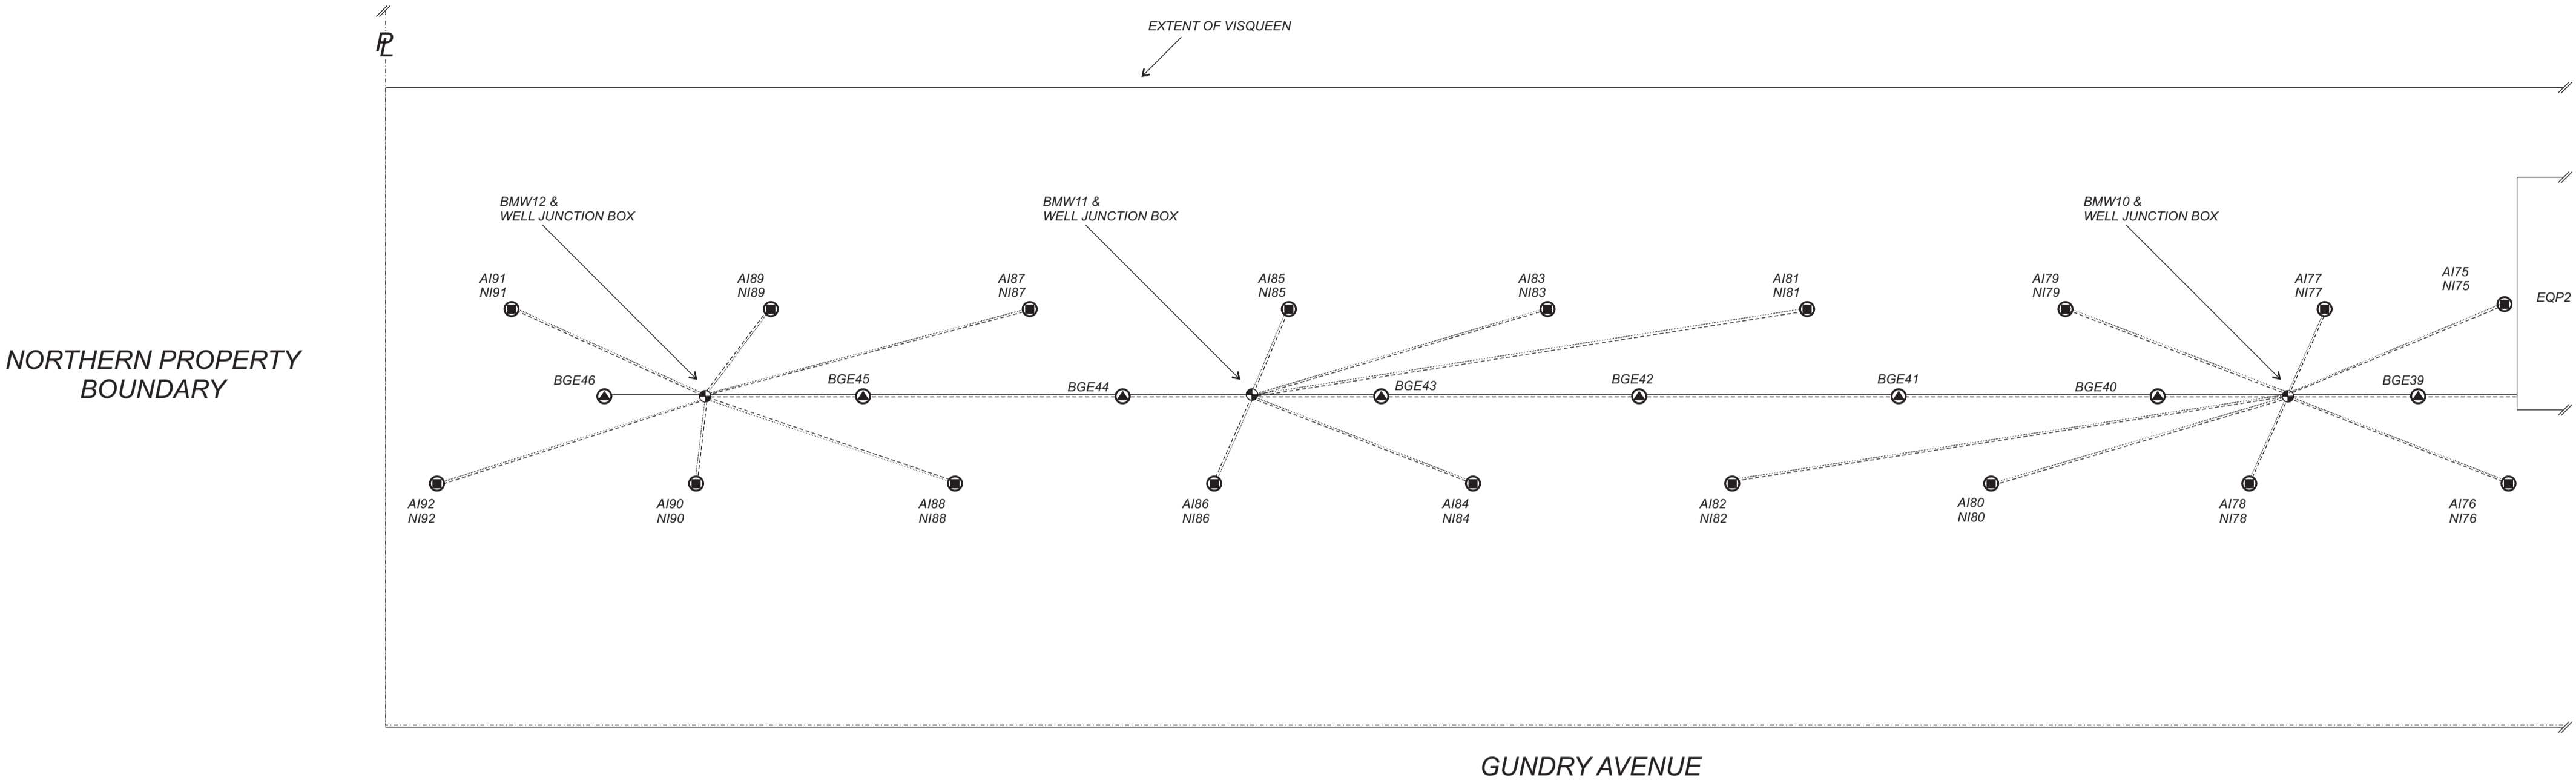 EXTENT OF VISQUEEN
PL
BMW12 &
WELL JUNCTION BOX
BMW11 &
WELL JUNCTION BOX
BMW10 &
WELL JUNCTION BOX
AI91
NI91
AI89
NI89
AI87
NI87
AI85
NI85
AI83
NI83
AI81
NI81
AI79
NI79
AI77
NI77
AI75
NI75
EQP2
NORTHERN PROPERTY
BOUNDARY
BGE46
BGE45
BGE44
BGE43
BGE42
BGE41
BGE40
BGE39
AI92
NI92
AI90
NI90
AI88
NI88
AI86
NI86
AI84
NI84
AI82
NI82
AI80
NI80
AI78
NI78
AI76
NI76
GUNDRY AVENUE